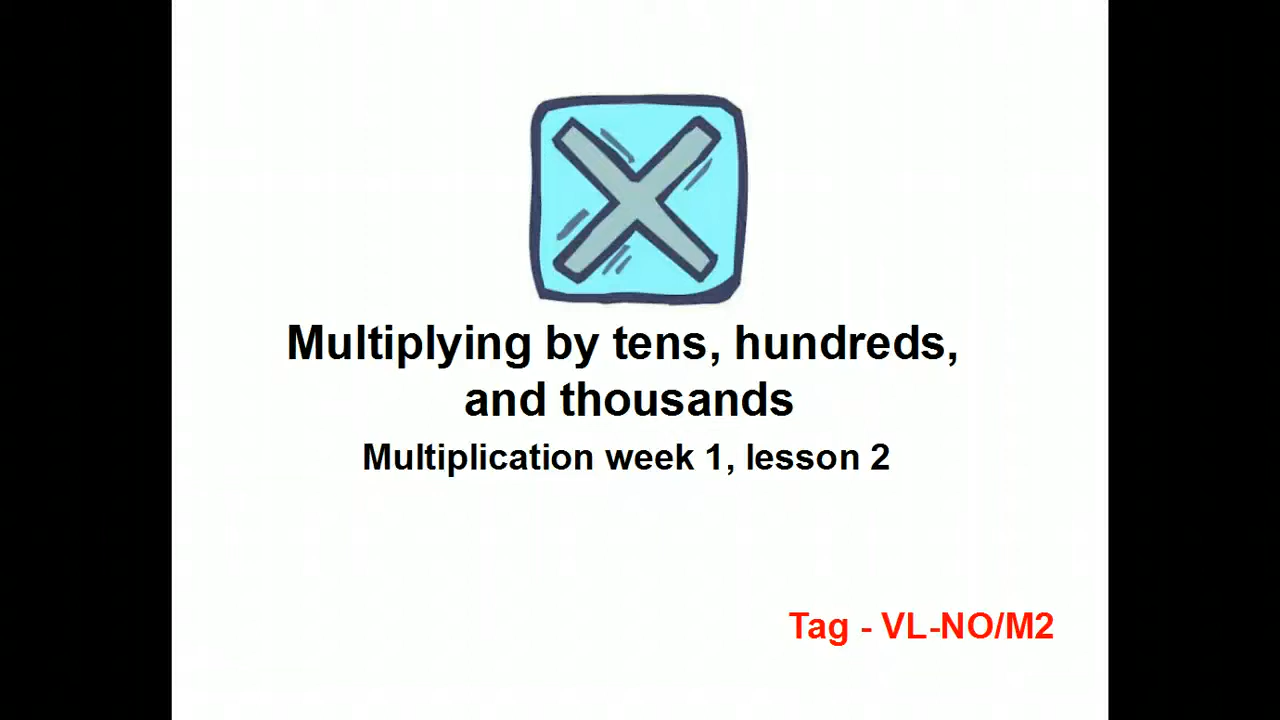 Multiplying by tens, hundreds,
and thousands
Multiplication week 1, lesson 2
Tag - VL-NO/M2